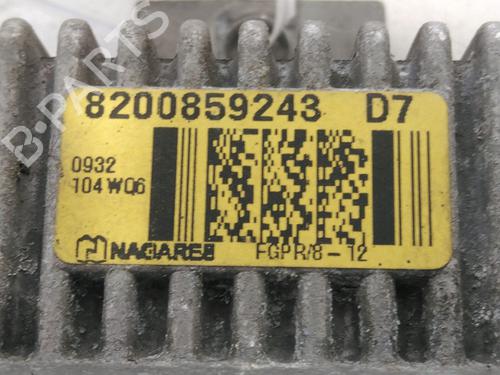 8200859243 D7
0932
104WQ6
NAGARES FGPR/8-12
B-PARTS